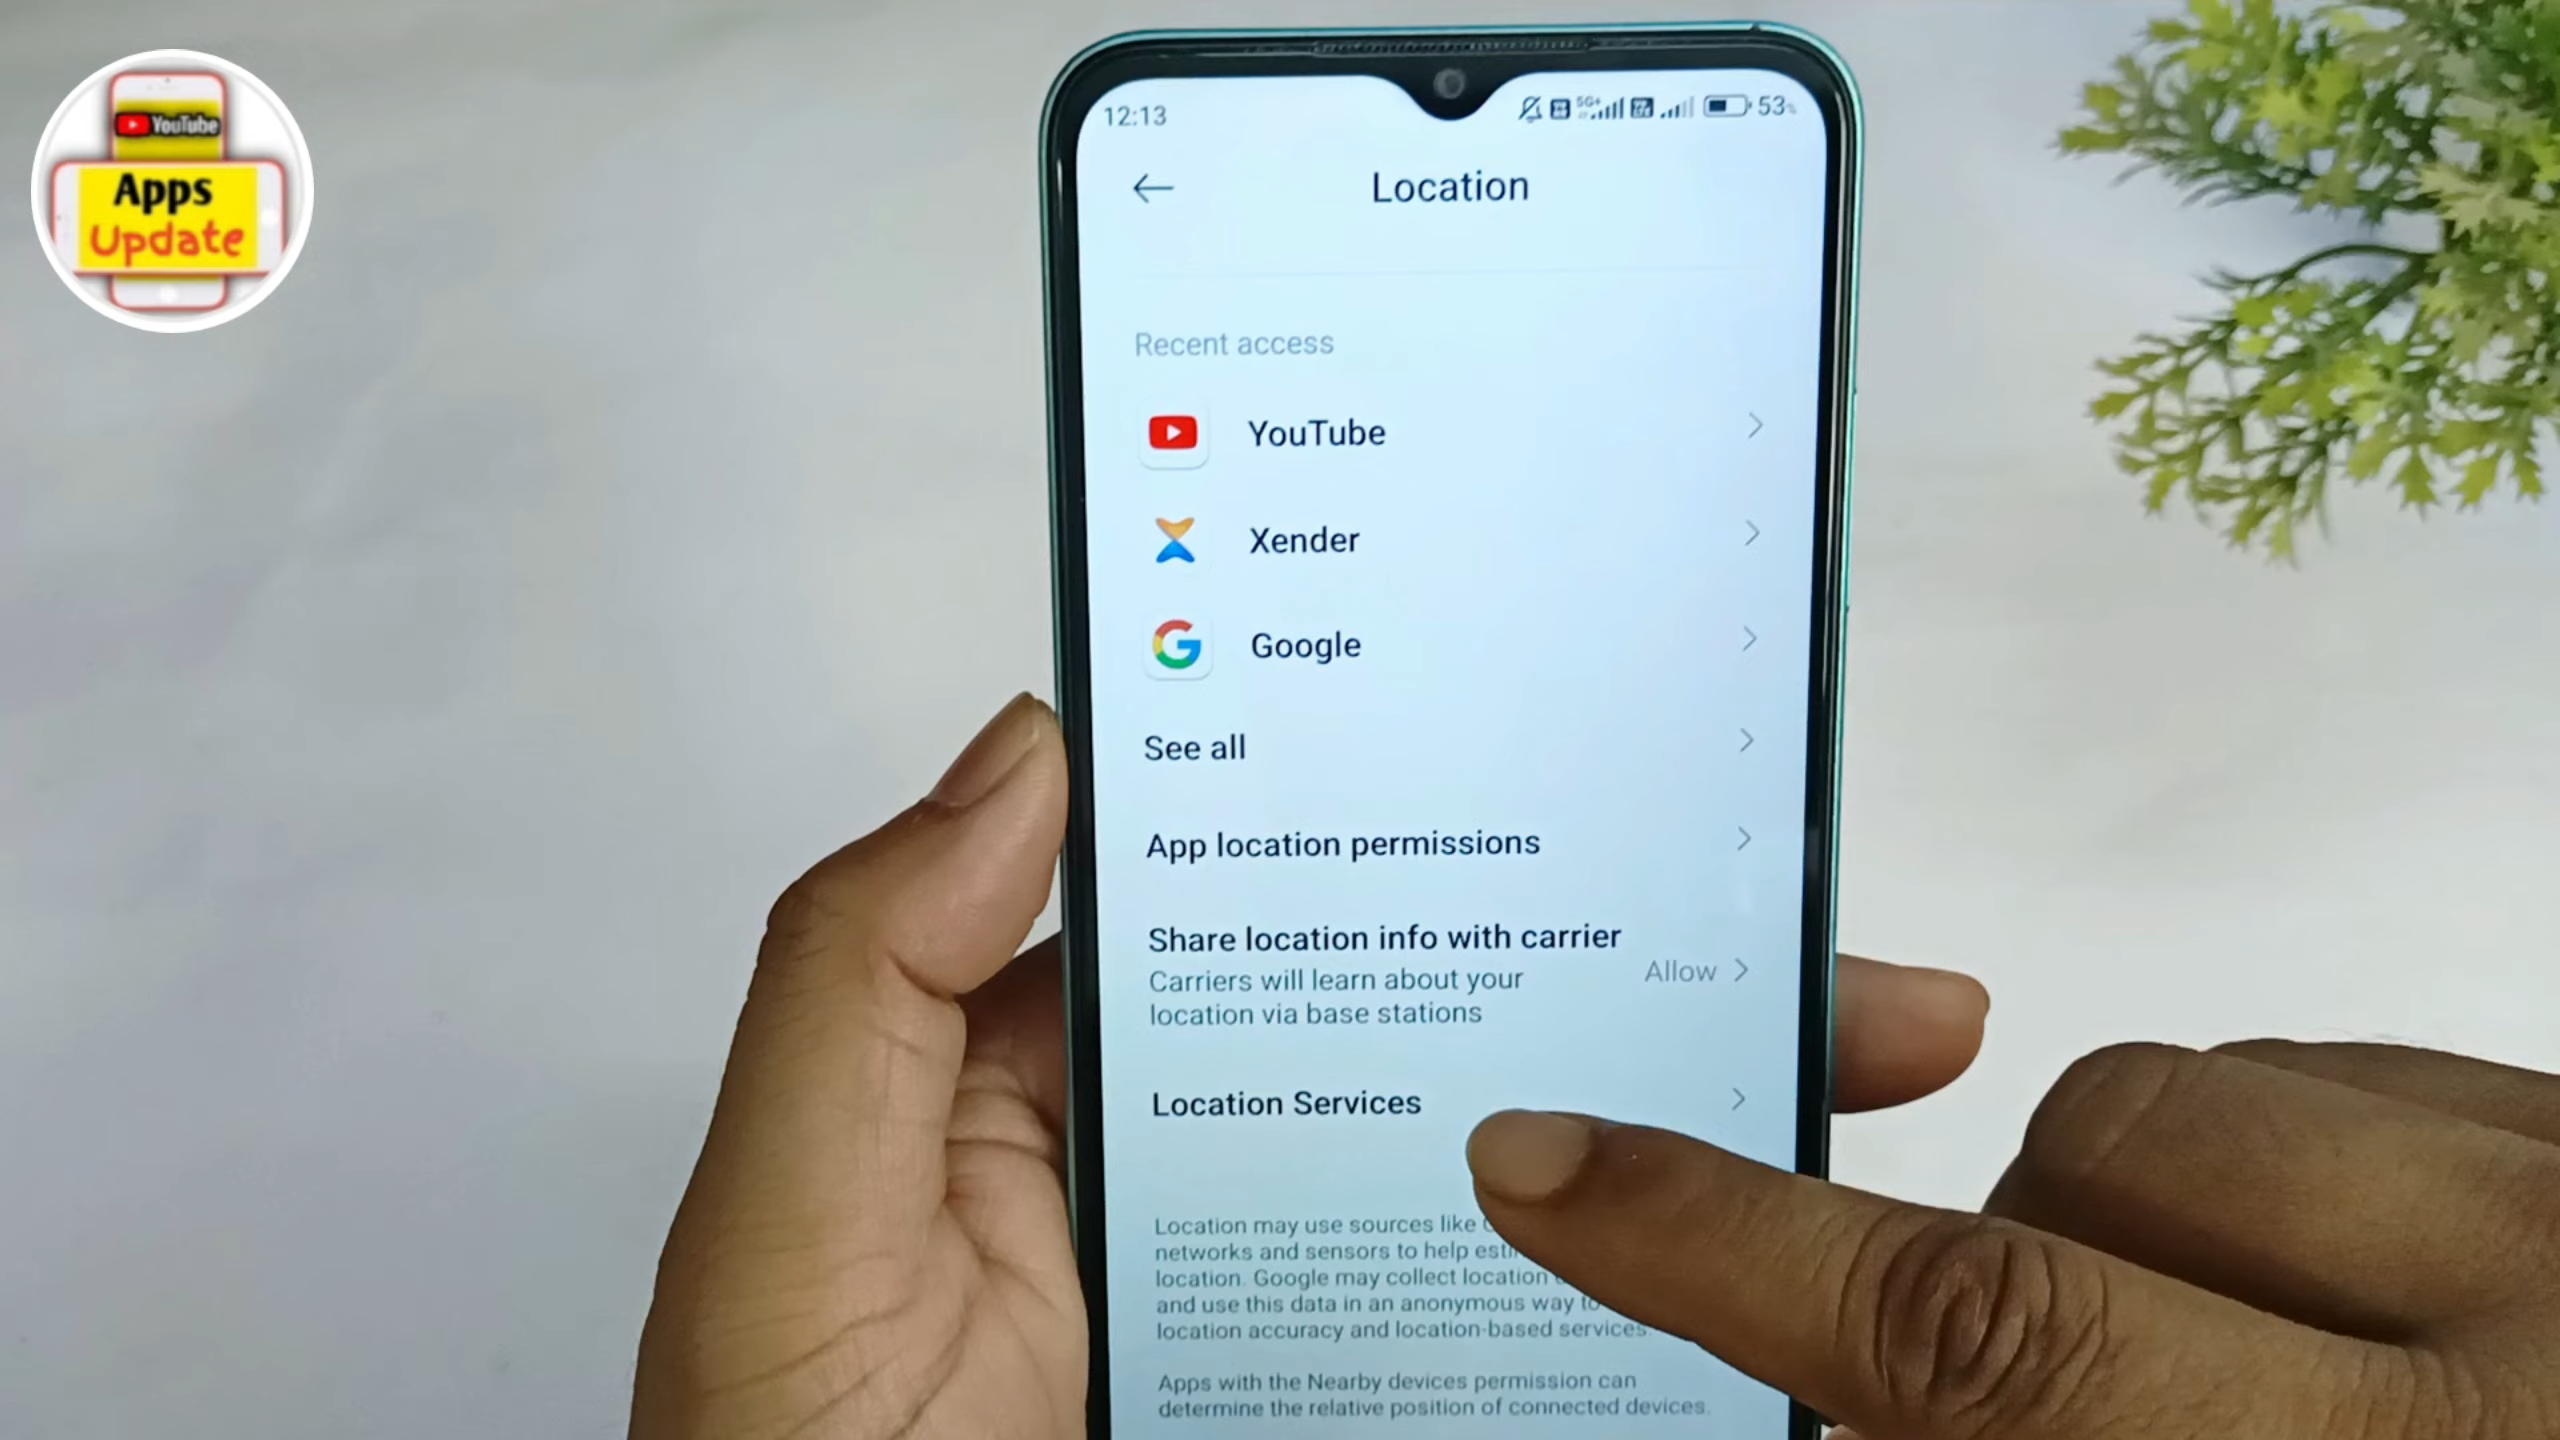 YouTube
Apps
Update
12:13
5G+
53%
Location
Recent access
YouTube
Xender
Google
See all
App location permissions
Share location info with carrier
Carriers will learn about your
location via base stations
Allow
Location Services
Location may use sources like
networks and sensors to help
location. Google may collect location
and use this data in an anonymous way to
location accuracy and location-based services.
Apps with the Nearby devices permission can
determine the relative position of connected devices.